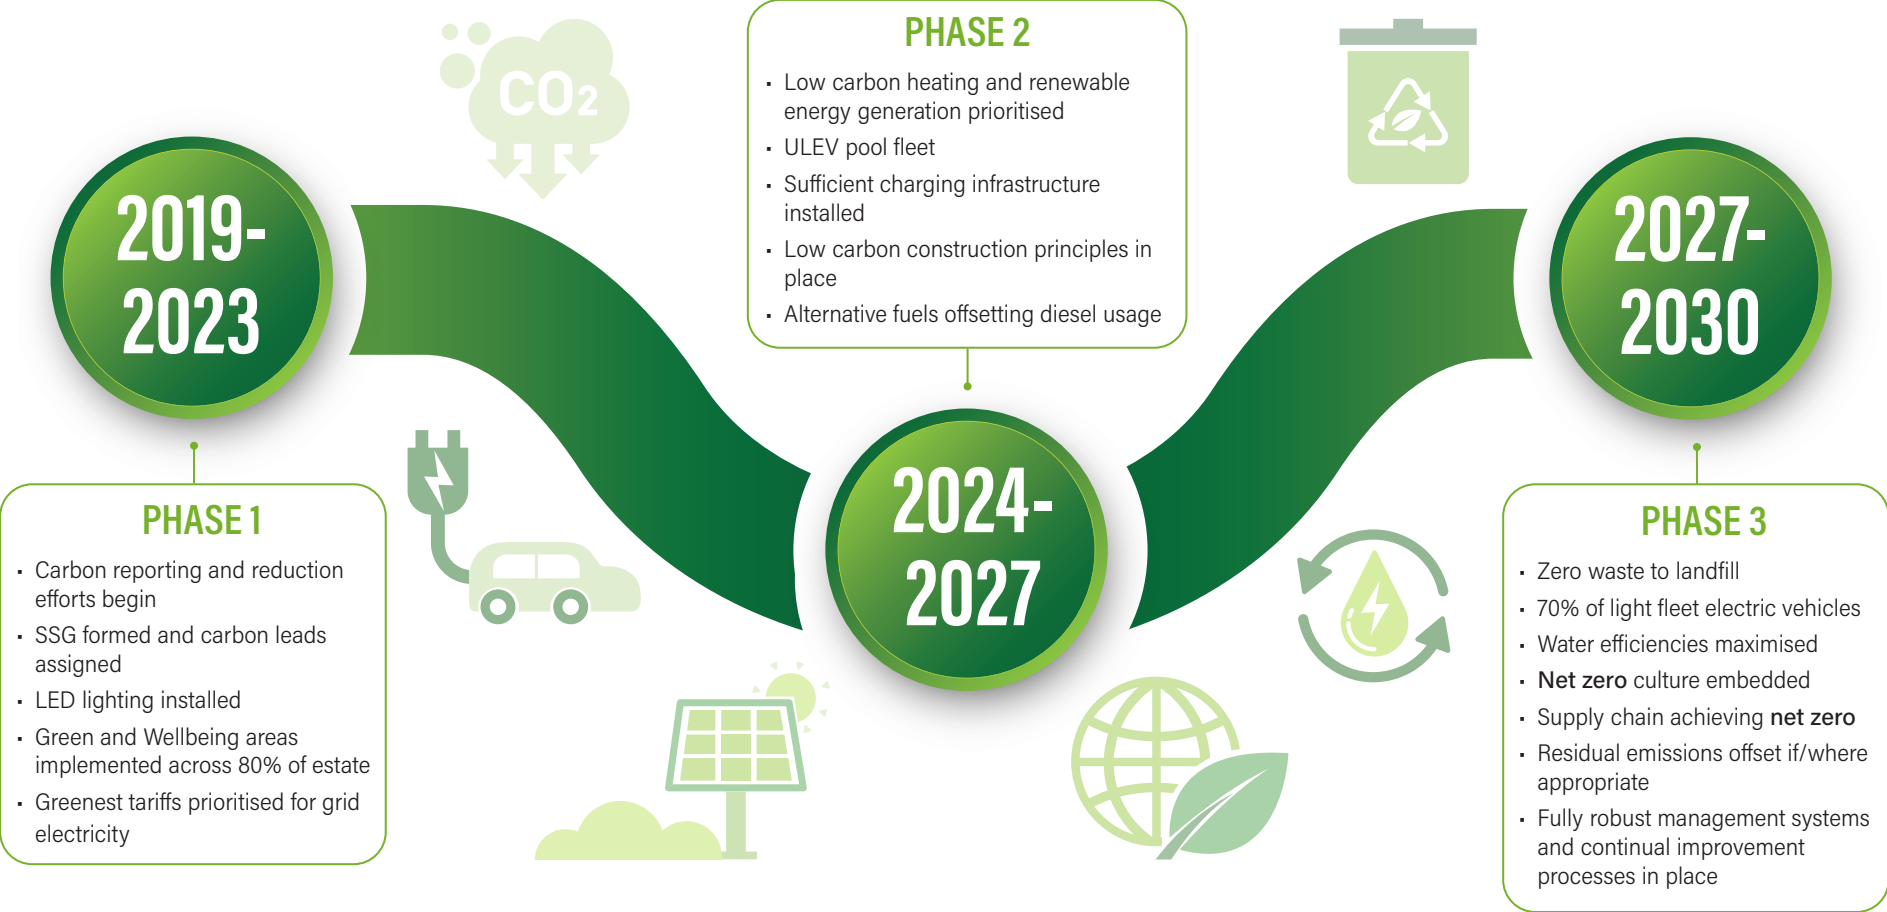 CO2
2019-
2023
PHASE 1
· Carbon reporting and reduction
efforts begin
· SSG formed and carbon leads
assigned
· LED lighting installed
· Green and Wellbeing areas
implemented across 80% of estate
· Greenest tariffs prioritised for grid
electricity
PHASE 2
· Low carbon heating and renewable
energy generation prioritised
· ULEV pool fleet
· Sufficient charging infrastructure
installed
· Low carbon construction principles in
place
· Alternative fuels offsetting diesel usage
2024-
2027
2027-
2030
PHASE 3
· Zero waste to landfill
· 70% of light fleet electric vehicles
· Water efficiencies maximised
· Net zero culture embedded
· Supply chain achieving net zero
· Residual emissions offset if/where
appropriate
· Fully robust management systems
and continual improvement
processes in place